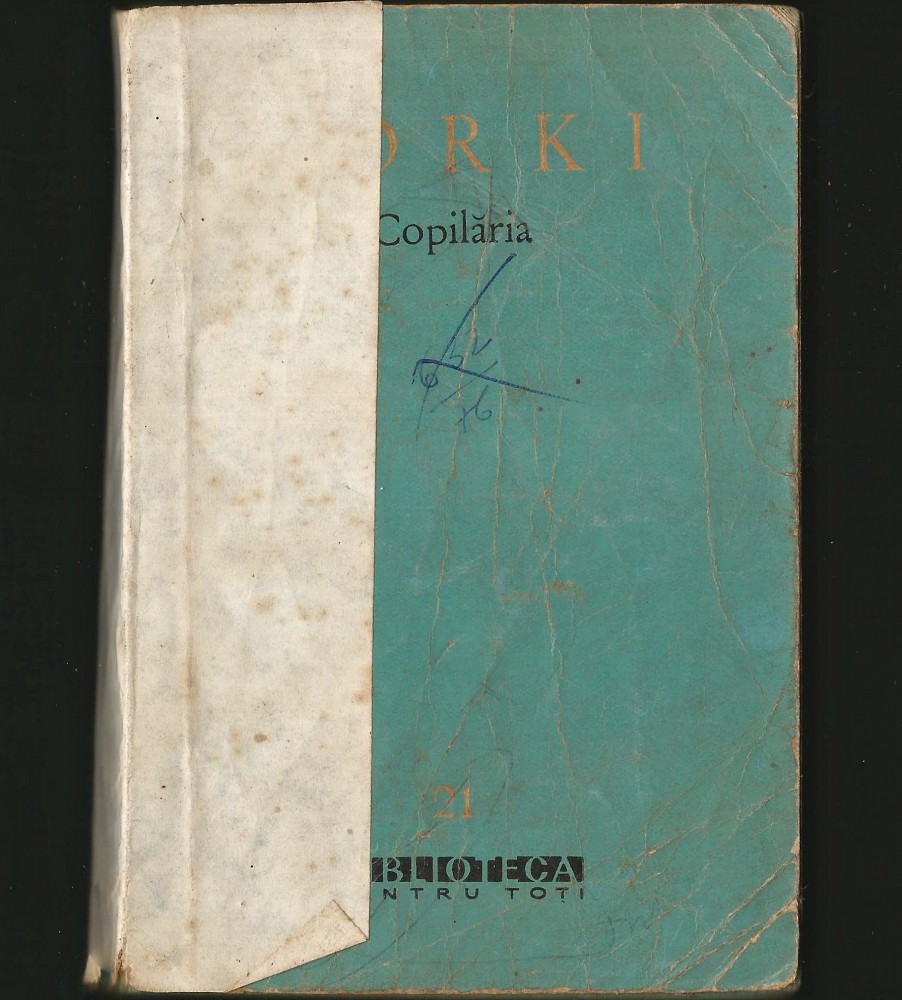 ORKI
Copilăria
21
BLIOTECA
NTRU TOȚI